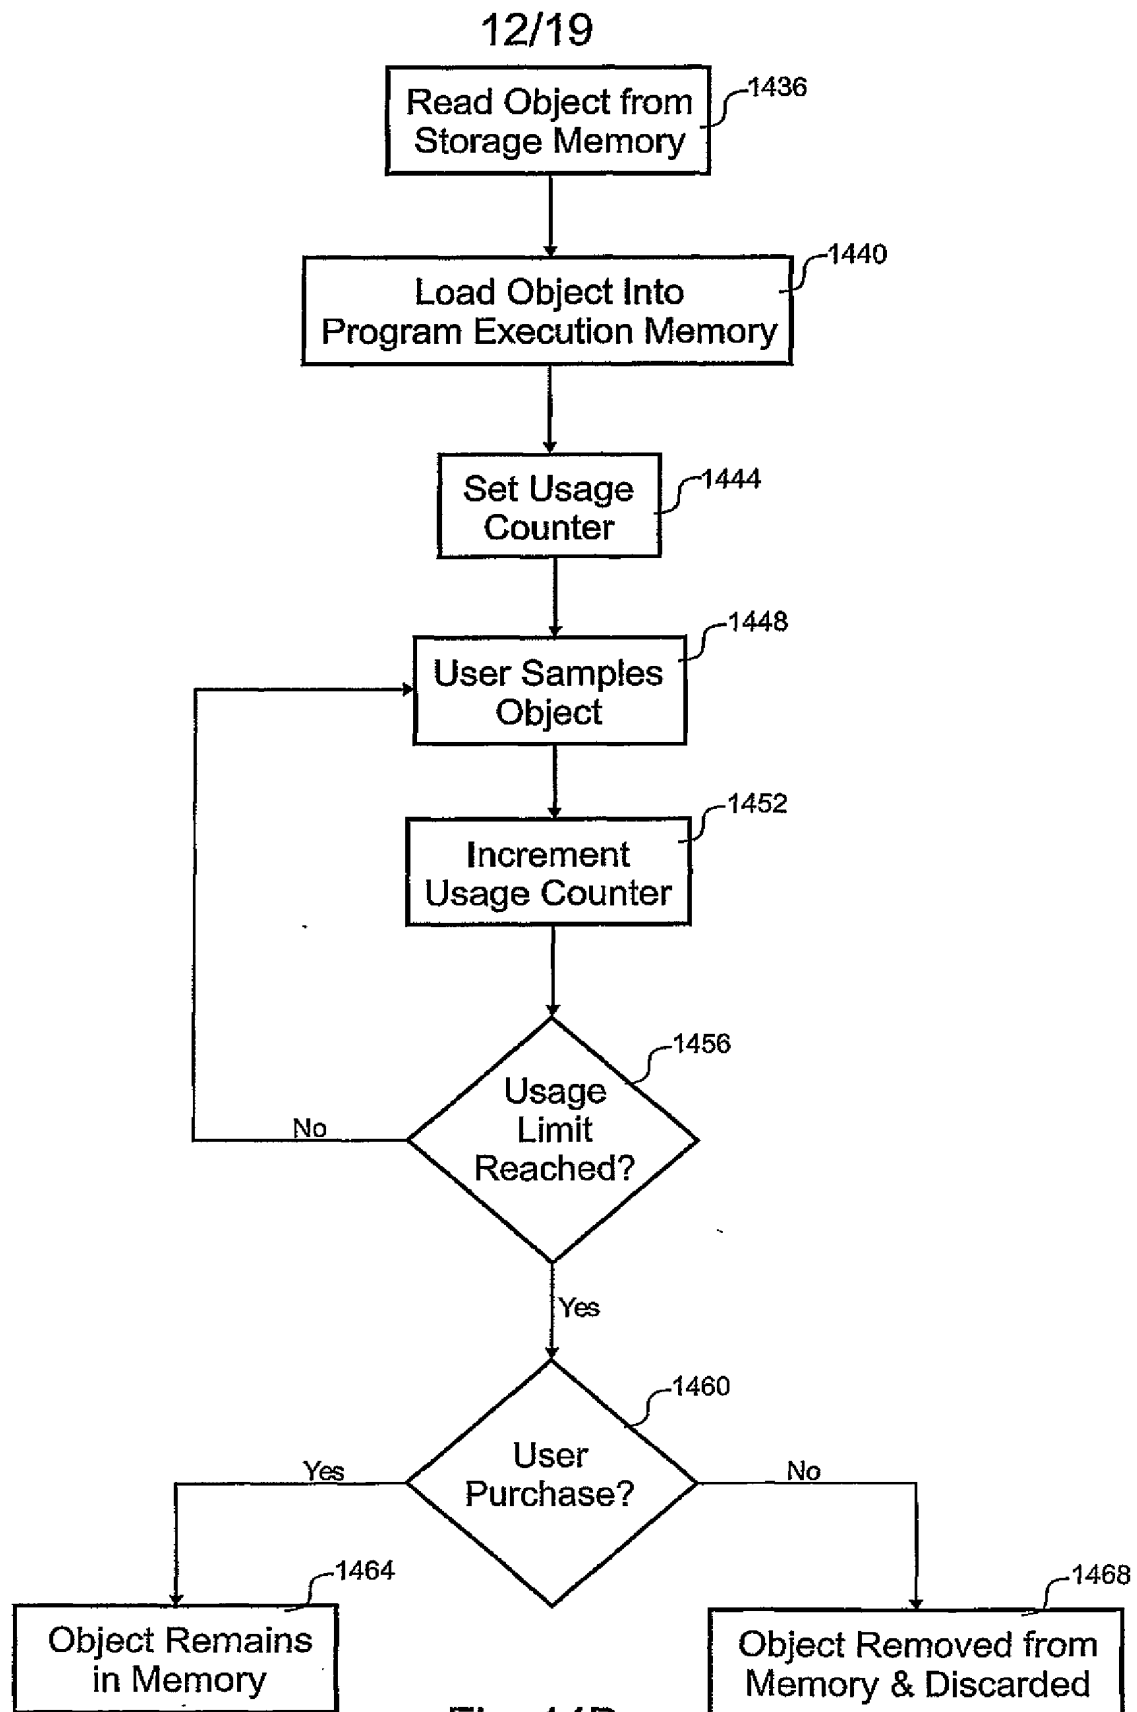 12/19
Read Object from
Storage Memory
1436
Load Object Into
Program Execution Memory
1440
Set Usage
Counter
1444
User Samples
Object
1448
Increment
Usage Counter
1452
Usage
Limit
Reached?
1456
No
Yes
User
Purchase?
1460
Yes
No
Object Remains
in Memory
1464
Object Removed from
Memory & Discarded
1468